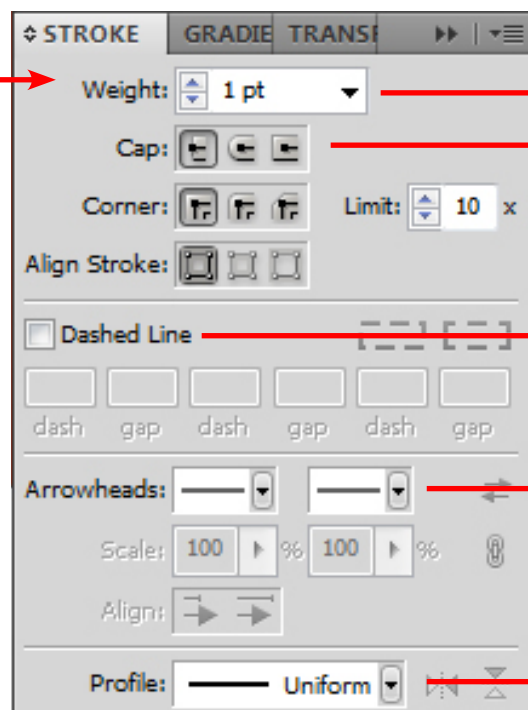 STROKE GRADIE TRANSF
Weight: 1 pt
Cap:
Corner: Limit: 10 x
Align Stroke:
Dashed Line
dash gap dash gap dash gap
Arrowheads:
Scale: 100 % 100 %
Align:
Profile: Uniform